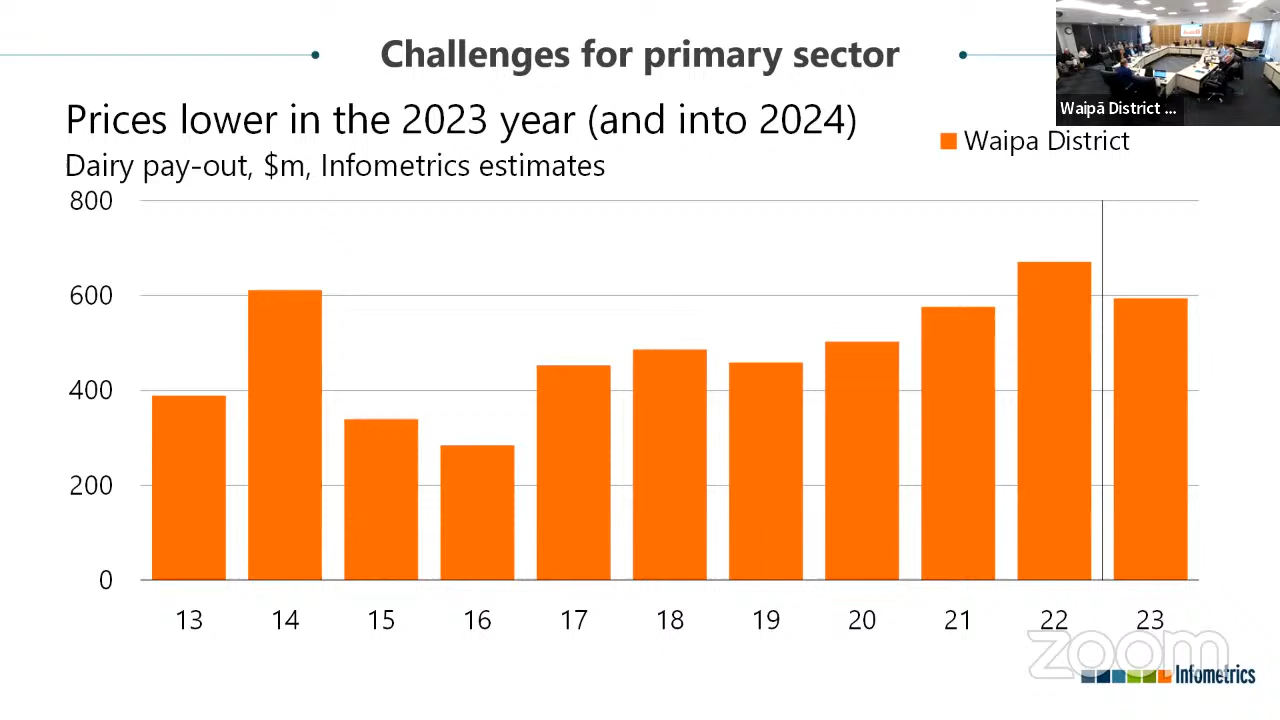 Challenges for primary sector
Waipā District ...
Prices lower in the 2023 year (and into 2024)
Waipa District
Dairy pay-out, $m, Infometrics estimates
800
600
400
200
0
13 14 15 16 17 18 19 20 21 22 23
zoom
Infometrics